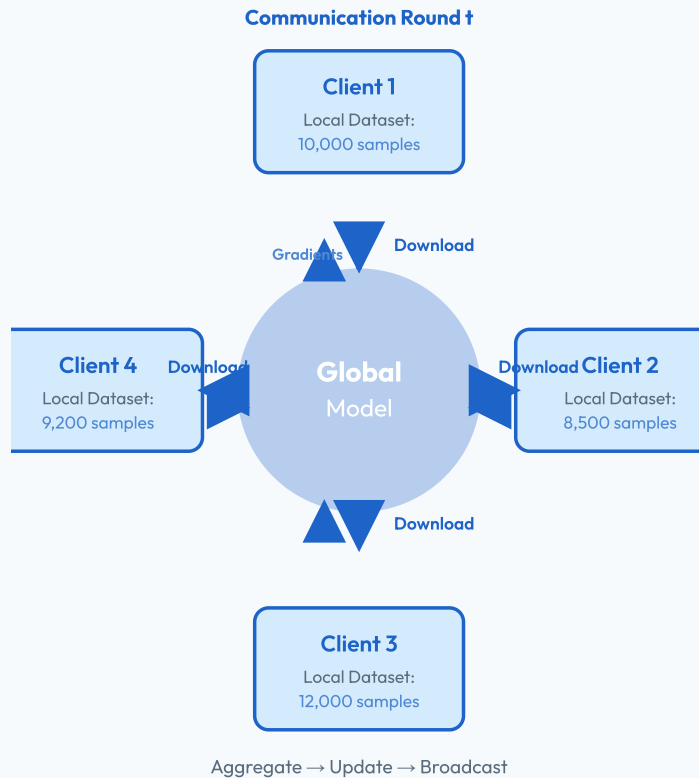 Communication Round t
Client 1
Local Dataset:
10,000 samples
Gradients
Download
Client 4
Local Dataset:
9,200 samples
Download
Global
Model
Download
Client 2
Local Dataset:
8,500 samples
Download
Client 3
Local Dataset:
12,000 samples
Aggregate → Update → Broadcast